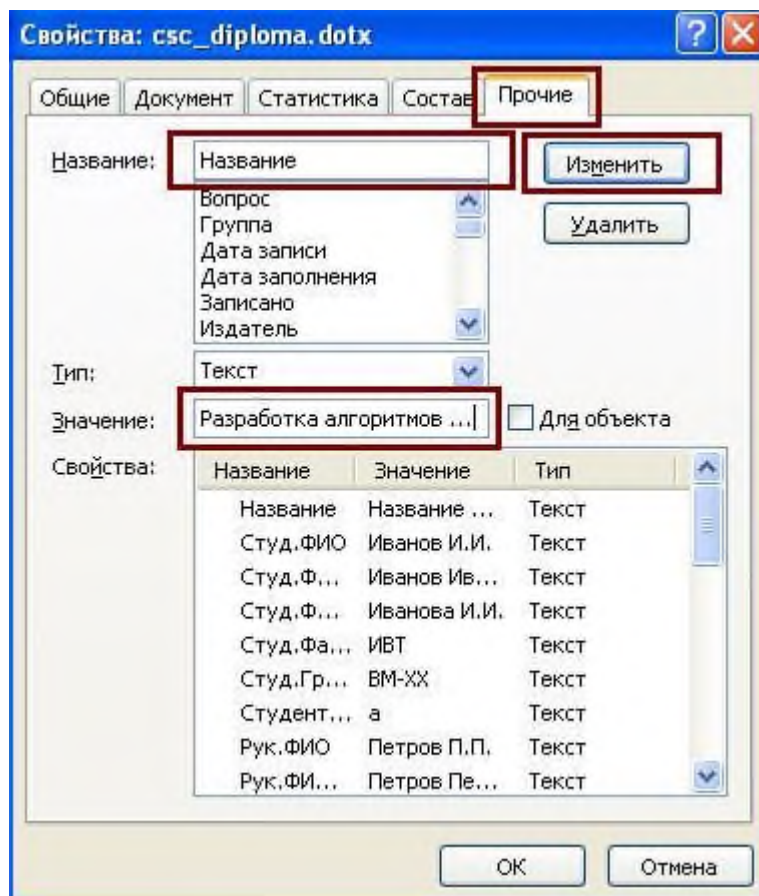 Свойства: csc_diploma.dotx
Общие Документ Статистика Состав Прочие
Название: Название Изменить
Вопрос
Группа
Дата записи
Дата заполнения
Записано
Издатель
Удалить
Тип: Текст
Значение: Разработка алгоритмов ... Для объекта
Свойства: Название Значение Тип
Название Название ... Текст
Студ.ФИО Иванов И.И. Текст
Студ.Ф... Иванов Ив... Текст
Студ.Ф... Иванова И.И. Текст
Студ.Фа... ИВТ Текст
Студ.Гр... ВМ-XX Текст
Студент... а Текст
Рук.ФИО Петров П.П. Текст
Рук.ФИ... Петров Пе... Текст
ОК Отмена